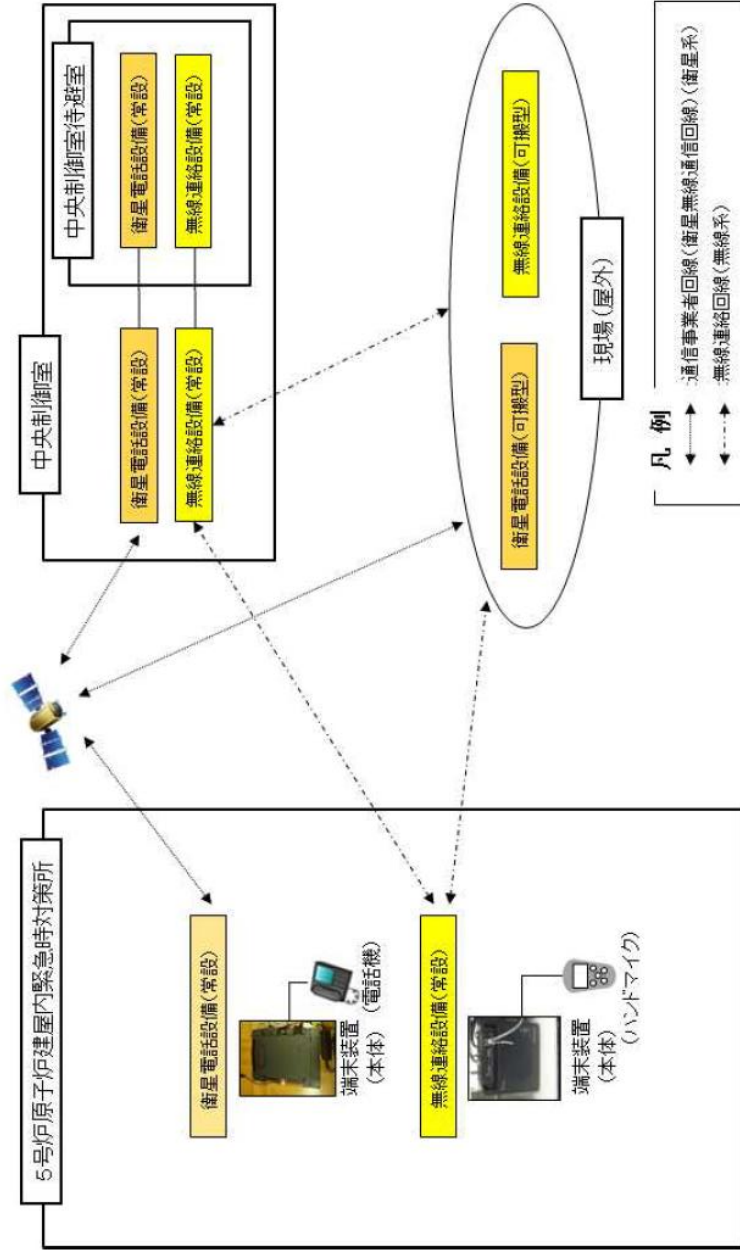 5号炉原子炉建屋内緊急時対策所
衛星電話設備(常設)
端末装置
(本体)
(電話機)
無線連絡設備(常設)
端末装置
(本体)
(ハンドマイク)
中央制御室
衛星電話設備(常設)
無線連絡設備(常設)
中央制御室待避室
衛星電話設備(常設)
無線連絡設備(常設)
衛星電話設備(可搬型)
無線連絡設備(可搬型)
現場(屋外)
凡 例
通信事業者回線(衛星無線通信回線)(衛星系)
無線連絡回線(無線系)